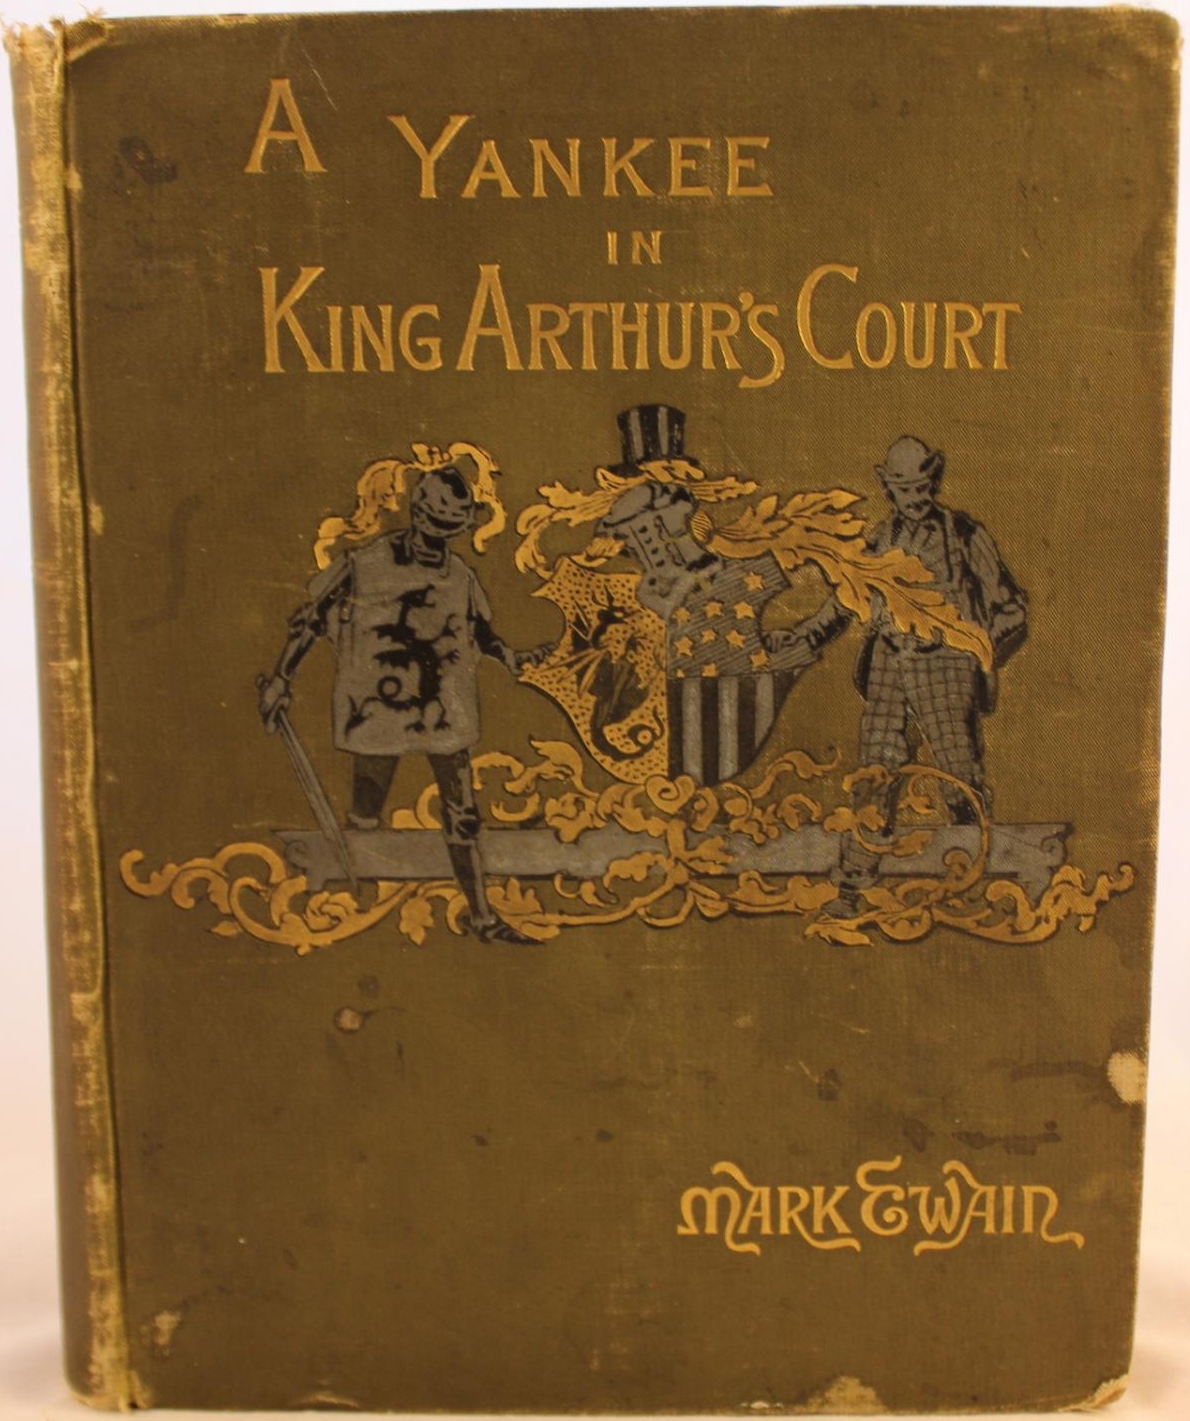 A YANKEE
IN
KING ARTHUR'S COURT
MARK TWAIN